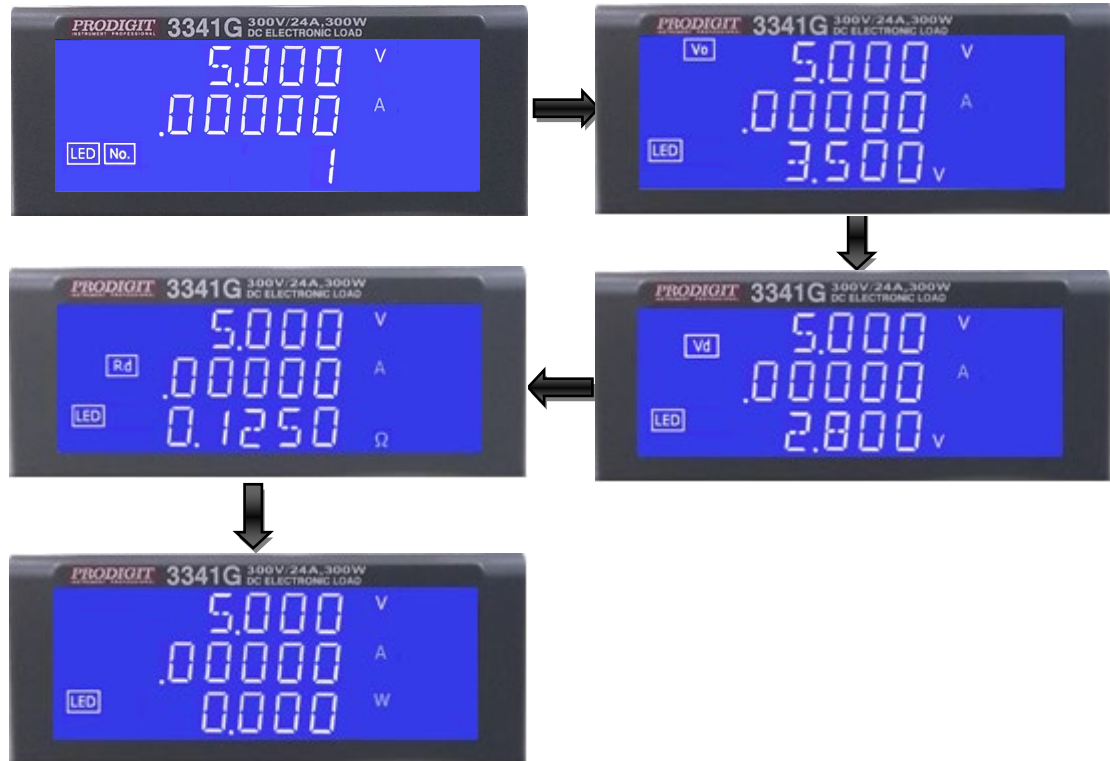 PRODIGIT 3341G 300V/24A,300W
INSTRUMENT PROFESSIONAL DC ELECTRONIC LOAD
5.000 V
.00000 A
LED No.
1
PRODIGIT 3341G 300V/24A,300W
DC ELECTRONIC LOAD
Vo 5.000 V
.00000 A
LED 3.500 V
PRODIGIT 3341G 300V/24A,300W
DC ELECTRONIC LOAD
Vd 5.000 V
.00000 A
LED 2.800 V
PRODIGIT 3341G 300V/24A,300W
DC ELECTRONIC LOAD
5.000 V
Rd .00000 A
LED 0.1250 Ω
PRODIGIT 3341G 300V/24A,300W
DC ELECTRONIC LOAD
5.000 V
.00000 A
LED 0.000 W